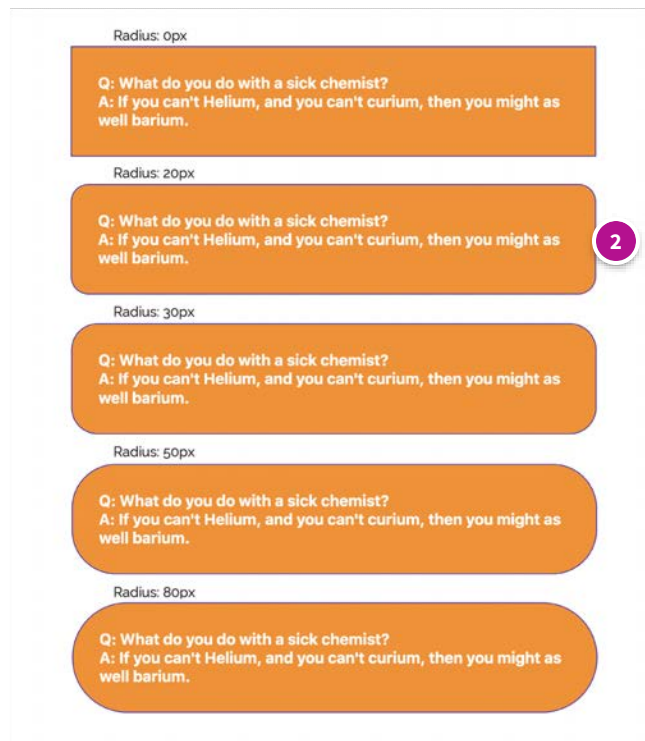 Radius: 0px
Q: What do you do with a sick chemist?
A: If you can't Helium, and you can't curium, then you might as
well barium.
Radius: 20px
Q: What do you do with a sick chemist?
A: If you can't Helium, and you can't curium, then you might as
well barium.
2
Radius: 30px
Q: What do you do with a sick chemist?
A: If you can't Helium, and you can't curium, then you might as
well barium.
Radius: 50px
Q: What do you do with a sick chemist?
A: If you can't Helium, and you can't curium, then you might as
well barium.
Radius: 80px
Q: What do you do with a sick chemist?
A: If you can't Helium, and you can't curium, then you might as
well barium.